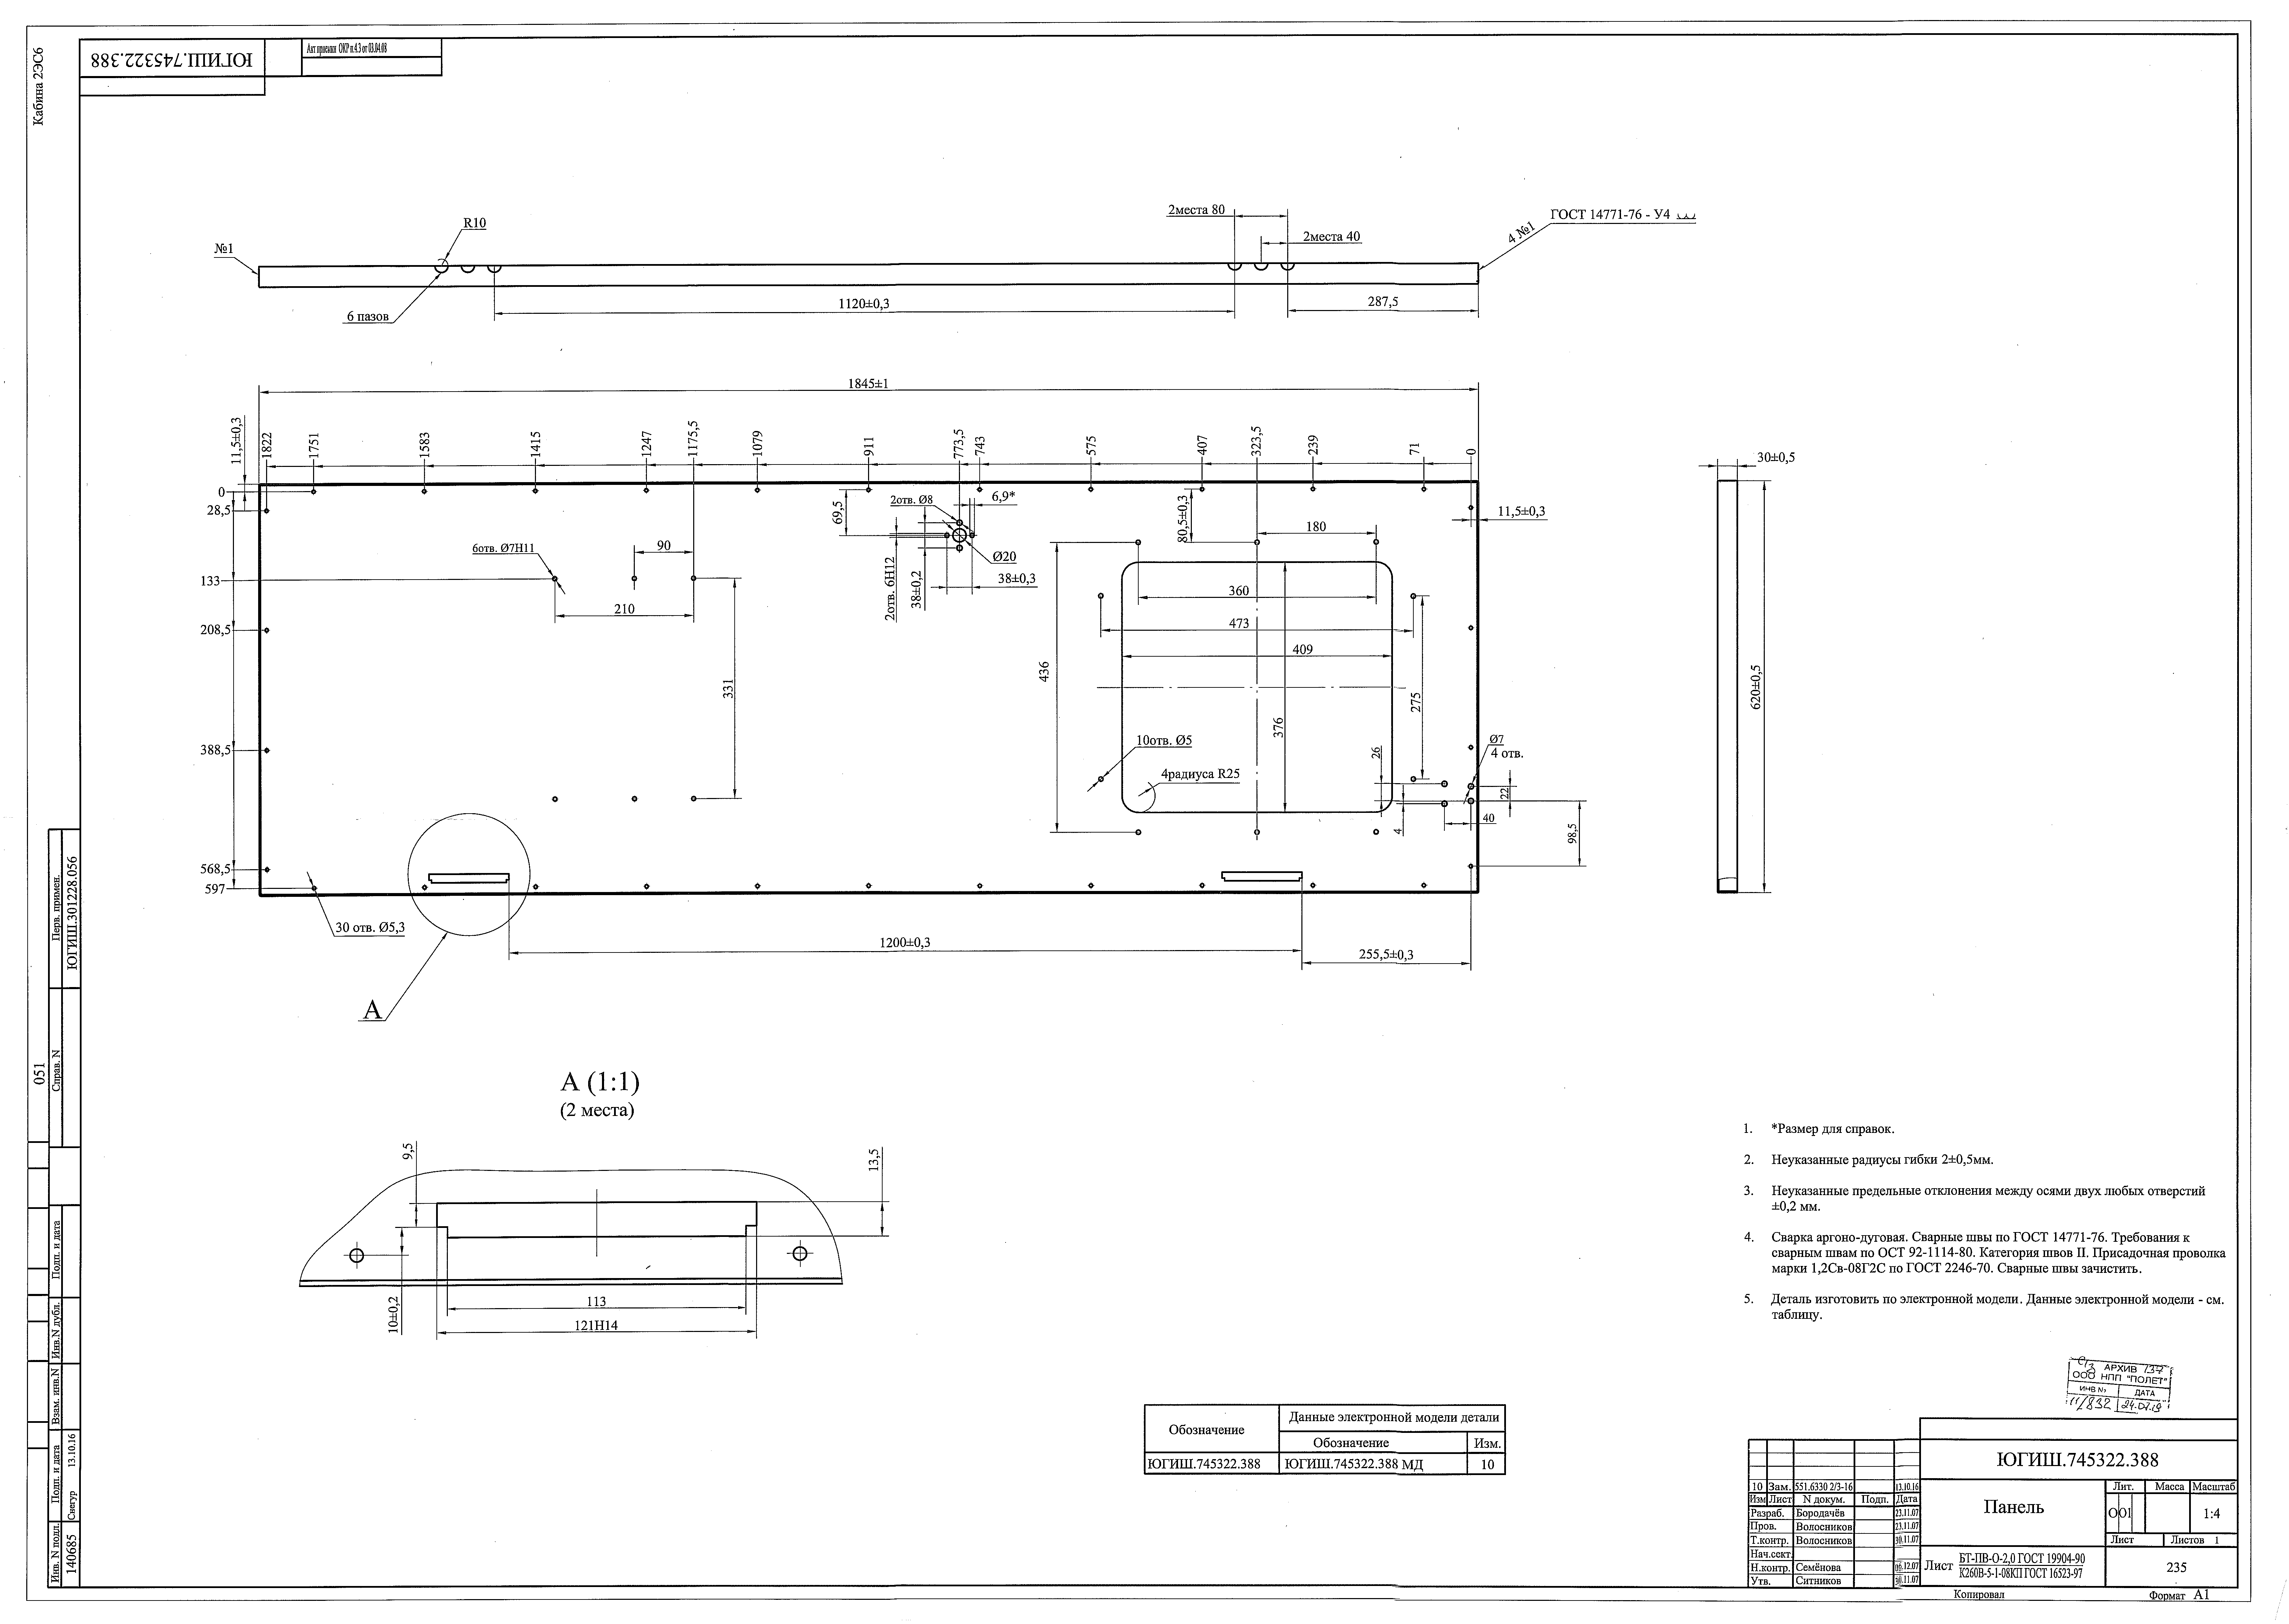 Кабина 2ЭС6
ЮГИШ.745322.388
Акт приемки ОКР п.4.3 от 03.04.08
№1
R10
6 пазов
2места 80
2места 40
4 №1
ГОСТ 14771-76 - У4
1120±0,3
287,5
1845±1
11,5±0,3
1822
1751
1583
1415
1247
1175,5
1079
911
773,5
743
575
407
323,5
239
71
0
30±0,5
0
28,5
133
208,5
388,5
568,5
597
69,5
2отв. Ø8
6,9*
80,5±0,3
180
11,5±0,3
6отв. Ø7H11
90
210
331
2отв. 6H12
38±0,2
Ø20
38±0,3
360
473
409
436
376
275
620±0,5
10отв. Ø5
4радиуса R25
26
Ø7
4 отв.
22
4
40
98,5
30 отв. Ø5,3
1200±0,3
255,5±0,3
А
А (1:1)
(2 места)
9,5
13,5
10±0,2
113
121H14
1. *Размер для справок.
2. Неуказанные радиусы гибки 2±0,5мм.
3. Неуказанные предельные отклонения между осями двух любых отверстий
±0,2 мм.
4. Сварка аргоно-дуговая. Сварные швы по ГОСТ 14771-76. Требования к
сварным швам по ОСТ 92-1114-80. Категория швов II. Присадочная проволка
марки 1,2Св-08Г2С по ГОСТ 2246-70. Сварные швы зачистить.
5. Деталь изготовить по электронной модели. Данные электронной модели - см.
таблицу.
АРХИВ 137
ООО НПП "ПОЛЕТ"
ИНВ № ДАТА
11/832 24.07.19
Обозначение Данные электронной модели детали
Обозначение Изм.
ЮГИШ.745322.388 ЮГИШ.745322.388 МД 10
ЮГИШ.745322.388
10 Зам. 551.6330 2/3-16 13.10.16
Изм Лист N докум. Подп. Дата
Разраб. Бородачёв 23.11.07
Пров. Волосников 23.11.07
Т.контр. Волосников 30.11.07
Нач.сект.
Н.контр. Семёнова 06.12.07
Утв. Ситников 30.11.07
Панель
Лит. Масса Масштаб
О О1 1:4
Лист Листов 1
Лист БТ-ПВ-О-2,0 ГОСТ 19904-90
К260В-5-1-08КП ГОСТ 16523-97
235
Копировал Формат А1
Перв. примен.
ЮГИШ.301228.056
Справ. N
051
Подп. и дата
Инв.N дубл.
Взам. инв.N
Подп. и дата
Снегур 13.10.16
Инв. N подл.
140685